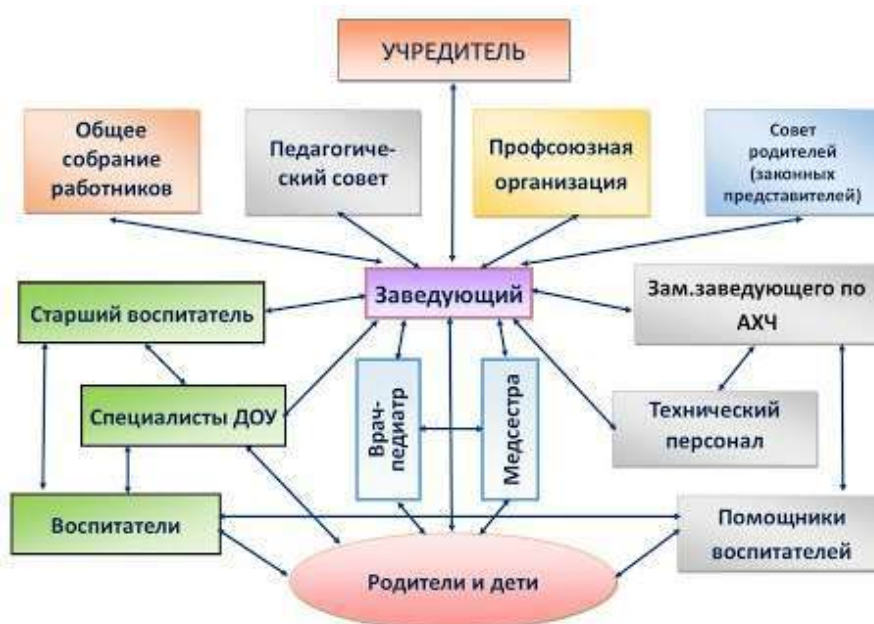 УЧРЕДИТЕЛЬ
Общее
собрание
работников
Педагогиче-
ский совет
Профсоюзная
организация
Совет
родителей
(законных
представителей)
Заведующий
Старший воспитатель
Зам.заведующего по
АХЧ
Специалисты ДОУ
Врач-
педиатр
Медсестра
Технический
персонал
Воспитатели
Помощники
воспитателей
Родители и дети